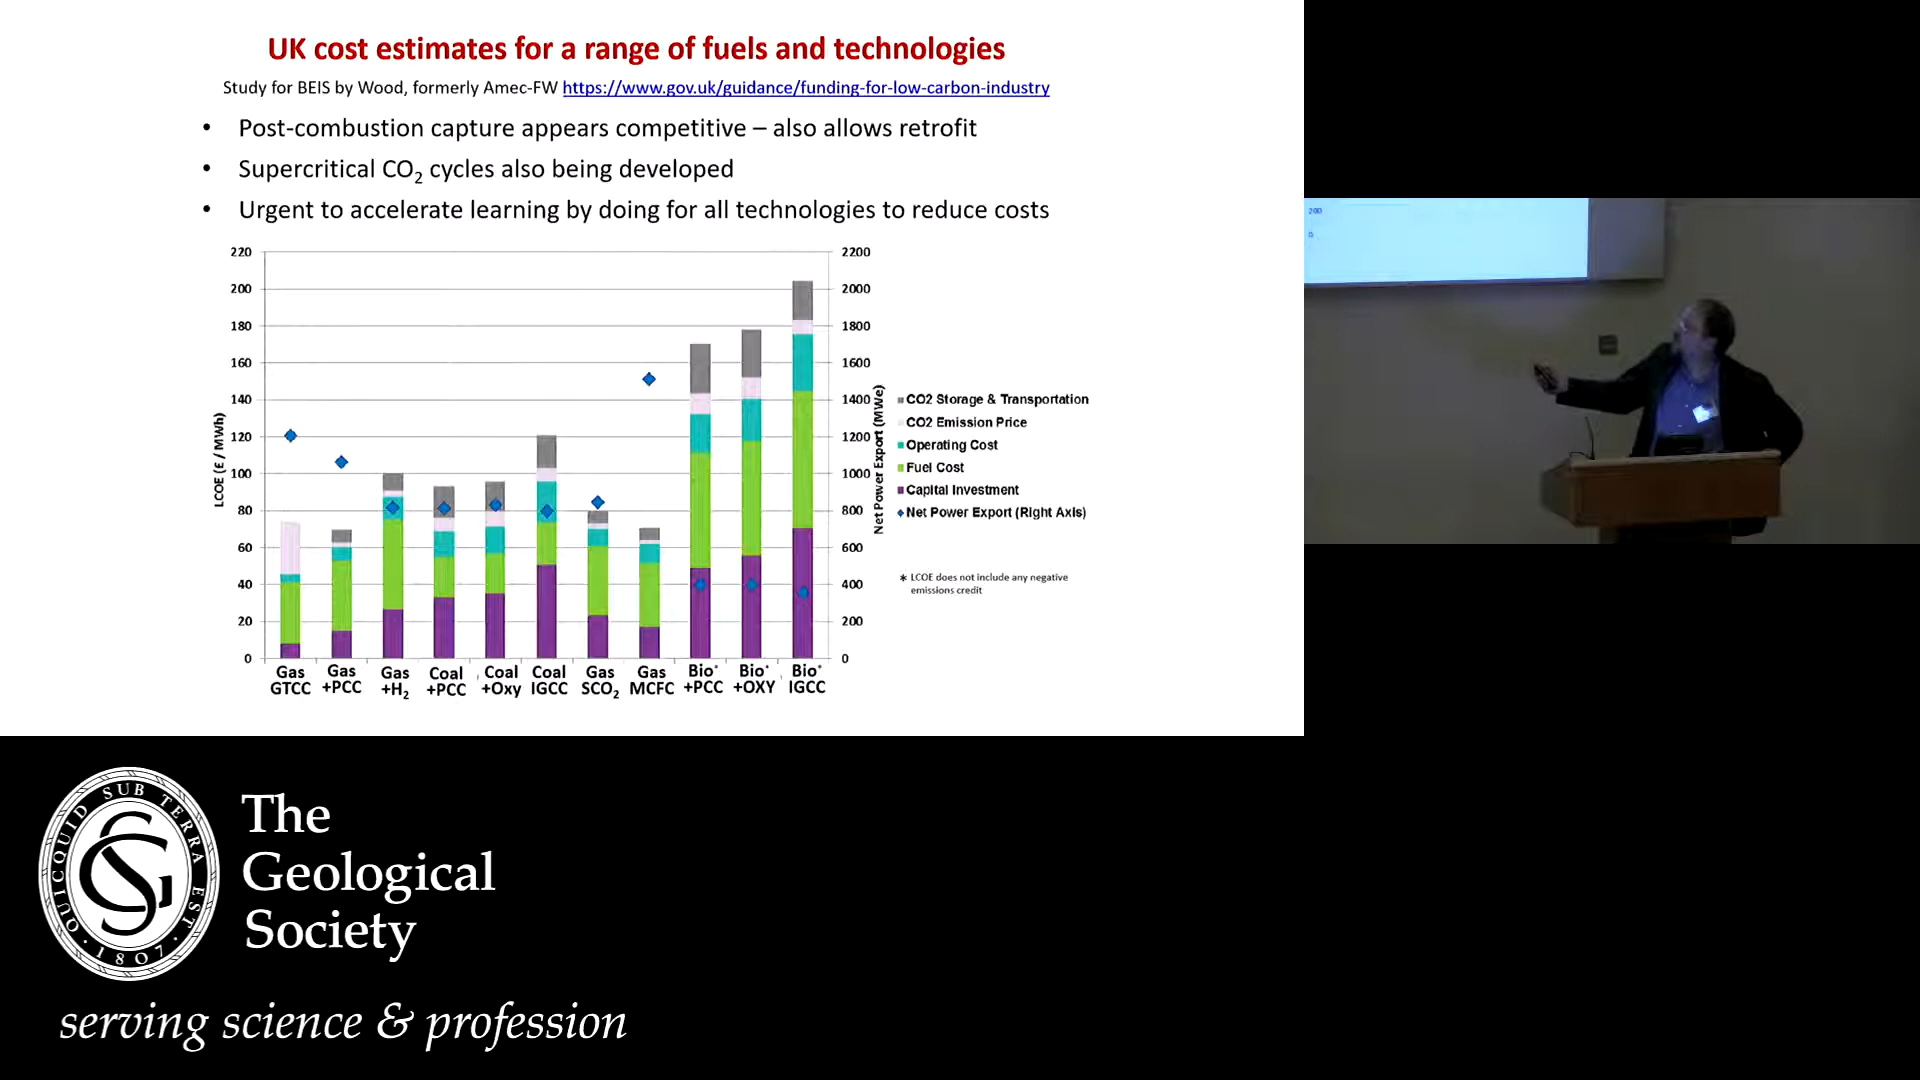 UK cost estimates for a range of fuels and technologies
Study for BEIS by Wood, formerly Amec-FW https://www.gov.uk/guidance/funding-for-low-carbon-industry
• Post-combustion capture appears competitive – also allows retrofit
• Supercritical CO2 cycles also being developed
• Urgent to accelerate learning by doing for all technologies to reduce costs
LCOE (£ / MWh)
220
200
180
160
140
120
100
80
60
40
20
0
2200
2000
1800
1600
1400
1200
1000
800
600
400
200
0
Net Power Export (MWe)
CO2 Storage & Transportation
CO2 Emission Price
Operating Cost
Fuel Cost
Capital Investment
Net Power Export (Right Axis)
* LCOE does not include any negative
emissions credit
Gas Gas Gas Coal Coal Coal Gas Gas Bio* Bio* Bio*
GTCC +PCC +H2 +PCC +Oxy IGCC SCO2 MCFC +PCC +OXY IGCC
200
0
QUICQUID SUB TERRA EST
· 1807 ·
GS
The
Geological
Society
serving science & profession